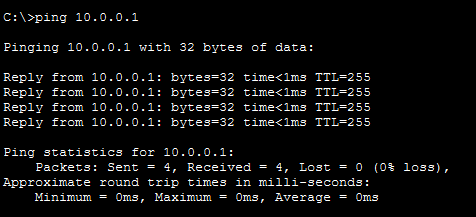 C:\>ping 10.0.0.1
Pinging 10.0.0.1 with 32 bytes of data:
Reply from 10.0.0.1: bytes=32 time<1ms TTL=255
Reply from 10.0.0.1: bytes=32 time<1ms TTL=255
Reply from 10.0.0.1: bytes=32 time<1ms TTL=255
Reply from 10.0.0.1: bytes=32 time<1ms TTL=255
Ping statistics for 10.0.0.1:
    Packets: Sent = 4, Received = 4, Lost = 0 (0% loss),
Approximate round trip times in milli-seconds:
    Minimum = 0ms, Maximum = 0ms, Average = 0ms